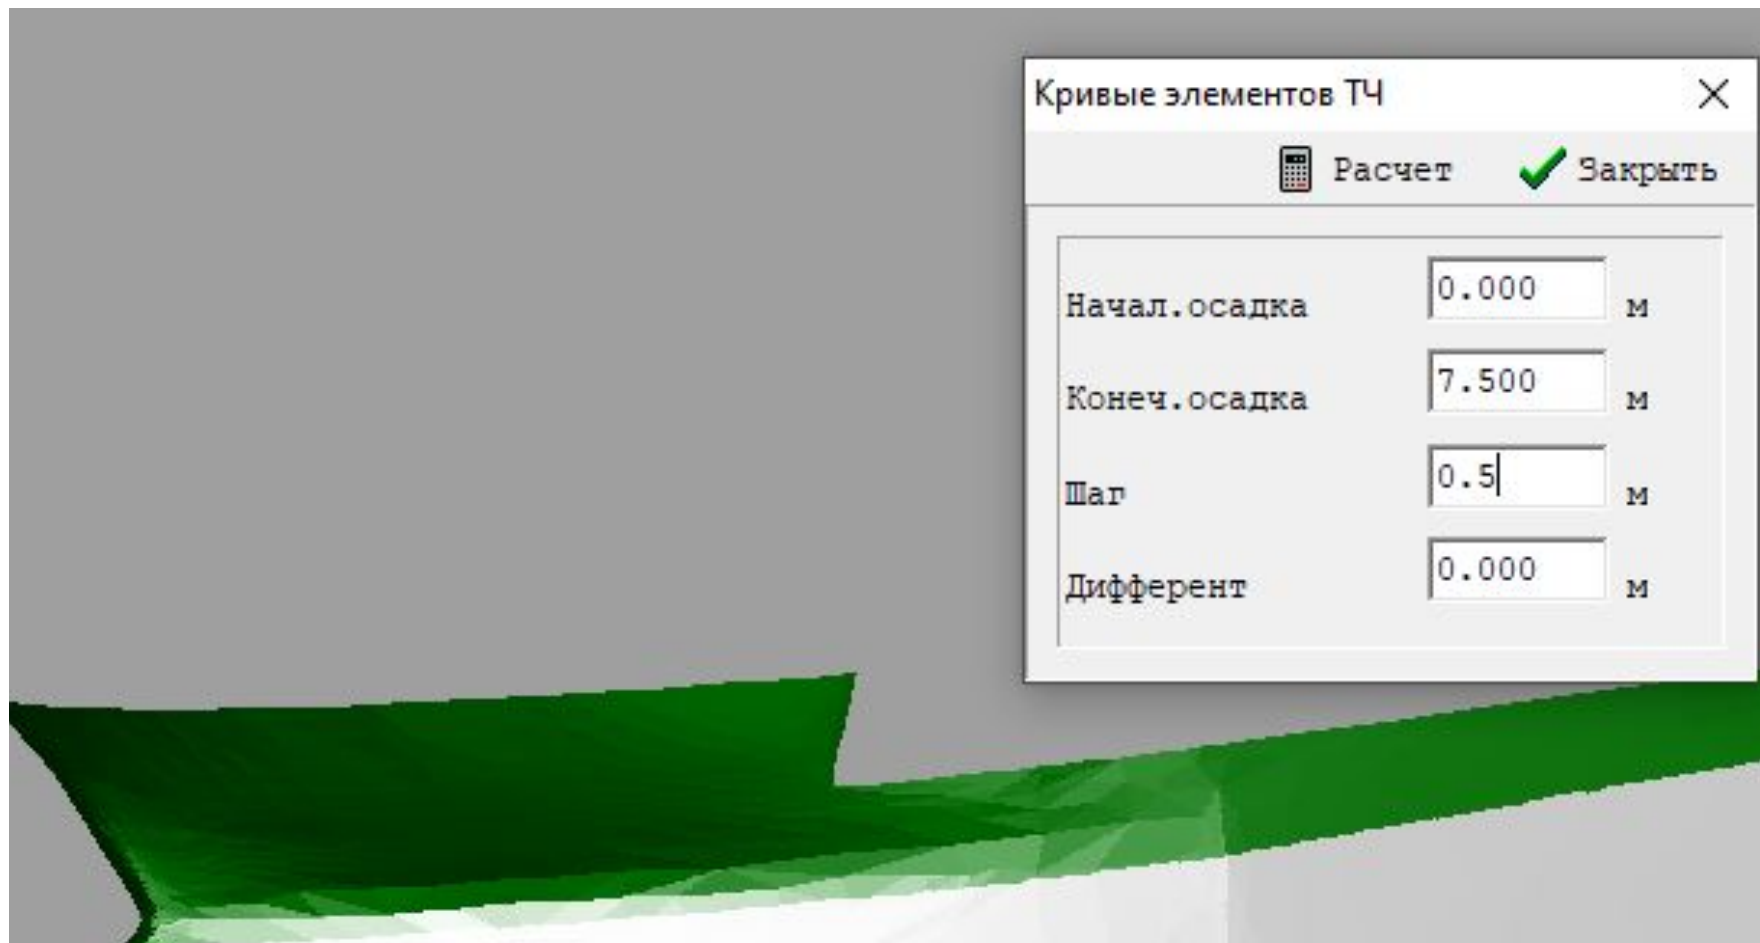 Кривые элементов ТЧ
Расчет Закрыть
Начал.осадка 0.000 м
Конеч.осадка 7.500 м
Шаг 0.5 м
Дифферент 0.000 м